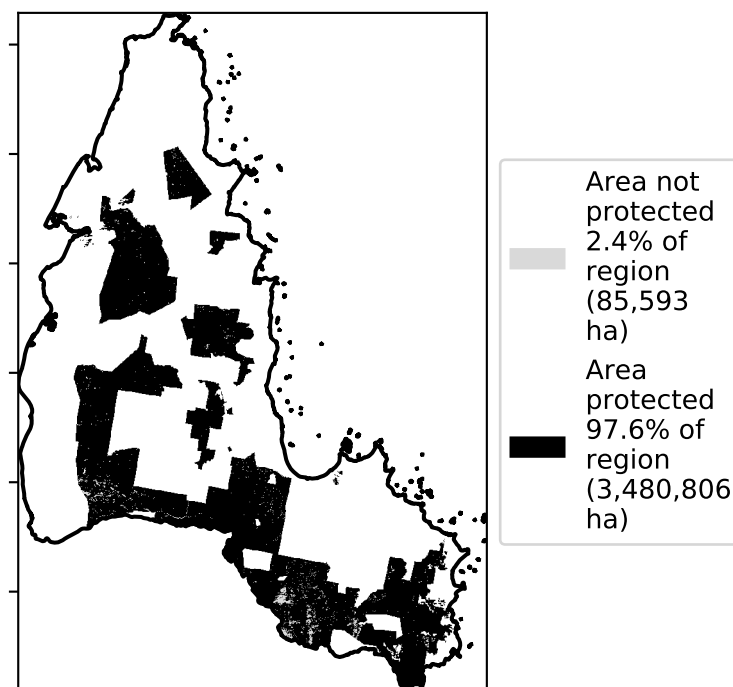 Area not
protected
2.4% of
region
(85,593
ha)
Area
protected
97.6% of
region
(3,480,806
ha)